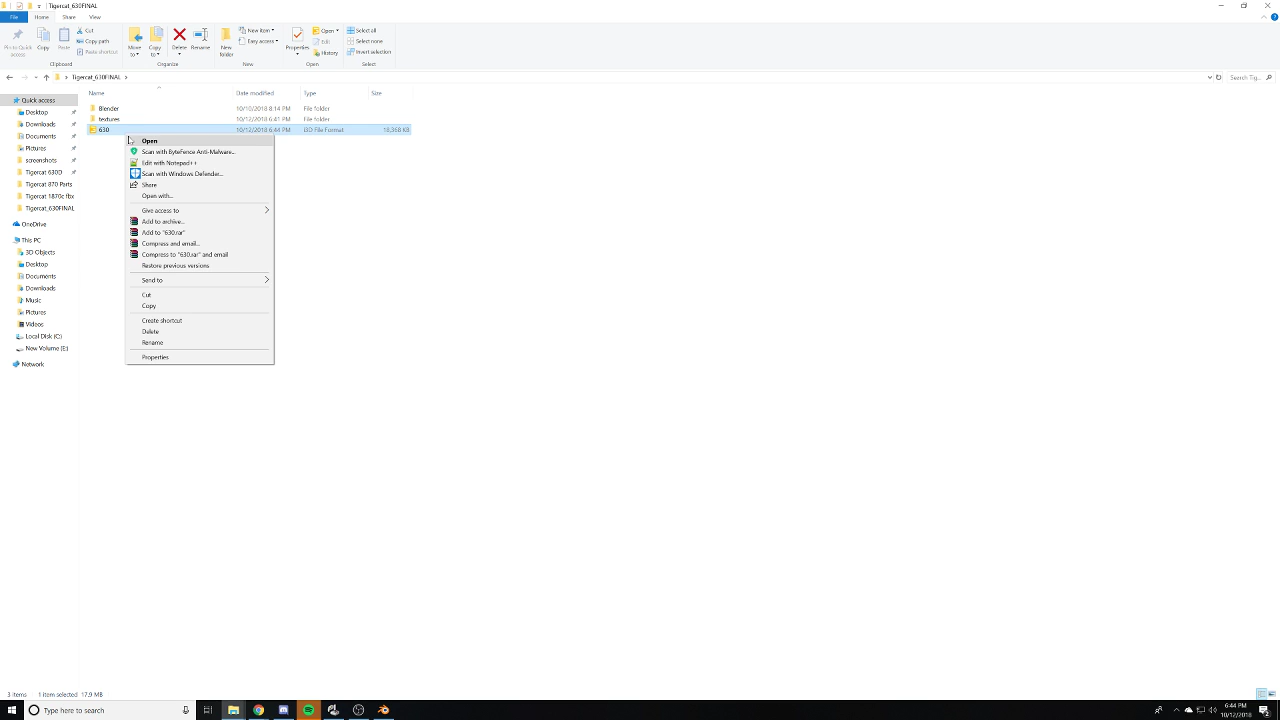 Tigercat_630FINAL
File Home Share View
Pin to Quick access
Copy
Paste
Cut
Copy path
Paste shortcut
Clipboard
Move to
Copy to
Delete
Rename
Organize
New folder
New item
Easy access
New
Properties
Open
Edit
History
Open
Select all
Select none
Invert selection
Select
Tigercat_630FINAL
Search Tig...
Name Date modified Type Size
Blender 10/10/2018 8:14 PM File folder
textures 10/12/2018 6:41 PM File folder
630 10/12/2018 6:44 PM I3D File Format 18,368 KB
Quick access
Desktop
Downloads
Documents
Pictures
screenshots
Tigercat 630D
Tigercat 870 Parts
Tigercat 1870c fbx
Tigercat_630FINAL
OneDrive
This PC
3D Objects
Desktop
Documents
Downloads
Music
Pictures
Videos
Local Disk (C:)
New Volume (E:)
Network
Open
Scan with ByteFence Anti-Malware...
Edit with Notepad++
Scan with Windows Defender...
Share
Open with...
Give access to
Add to archive...
Add to "630.rar"
Compress and email...
Compress to "630.rar" and email
Restore previous versions
Send to
Cut
Copy
Create shortcut
Delete
Rename
Properties
3 items 1 item selected 17.9 MB
Type here to search
6:44 PM
10/12/2018
2